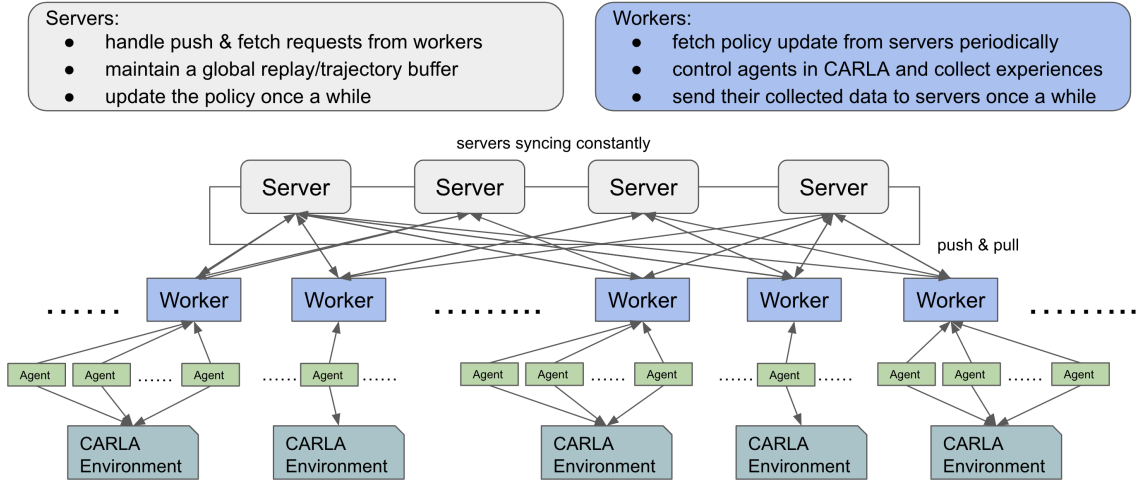 Servers:
● handle push & fetch requests from workers
● maintain a global replay/trajectory buffer
● update the policy once a while
Workers:
● fetch policy update from servers periodically
● control agents in CARLA and collect experiences
● send their collected data to servers once a while
servers syncing constantly
Server
Server
Server
Server
push & pull
......
Worker
Worker
.........
Worker
Worker
Worker
.........
Agent
Agent
......
Agent
......
Agent
......
Agent
Agent
......
Agent
......
Agent
......
Agent
Agent
......
Agent
CARLA
Environment
CARLA
Environment
CARLA
Environment
CARLA
Environment
CARLA
Environment